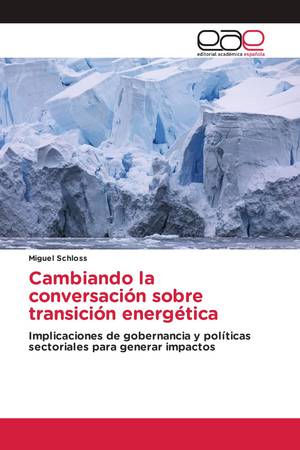 eae
editorial académica española
Miguel Schloss
Cambiando la
conversación sobre
transición energética
Implicaciones de gobernancia y políticas
sectoriales para generar impactos